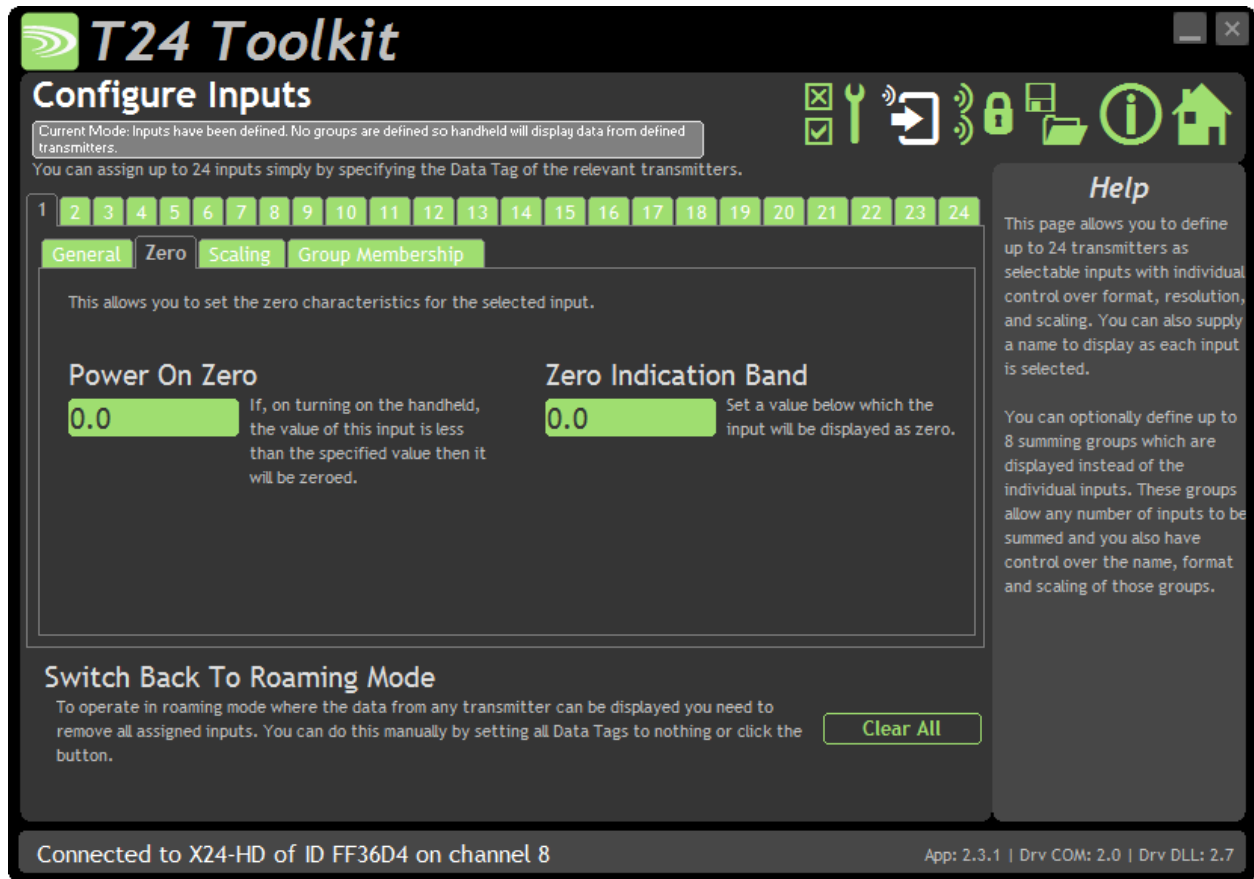 T24 Toolkit
Configure Inputs
Current Mode: Inputs have been defined. No groups are defined so handheld will display data from defined
transmitters.
You can assign up to 24 inputs simply by specifying the Data Tag of the relevant transmitters.
1 2 3 4 5 6 7 8 9 10 11 12 13 14 15 16 17 18 19 20 21 22 23 24
General Zero Scaling Group Membership
This allows you to set the zero characteristics for the selected input.
Power On Zero
0.0
If, on turning on the handheld,
the value of this input is less
than the specified value then it
will be zeroed.
Zero Indication Band
0.0
Set a value below which the
input will be displayed as zero.
Switch Back To Roaming Mode
To operate in roaming mode where the data from any transmitter can be displayed you need to
remove all assigned inputs. You can do this manually by setting all Data Tags to nothing or click the
button.
Clear All
Help
This page allows you to define
up to 24 transmitters as
selectable inputs with individual
control over format, resolution,
and scaling. You can also supply
a name to display as each input
is selected.
You can optionally define up to
8 summing groups which are
displayed instead of the
individual inputs. These groups
allow any number of inputs to be
summed and you also have
control over the name, format
and scaling of those groups.
Connected to X24-HD of ID FF36D4 on channel 8
App: 2.3.1 | Drv COM: 2.0 | Drv DLL: 2.7